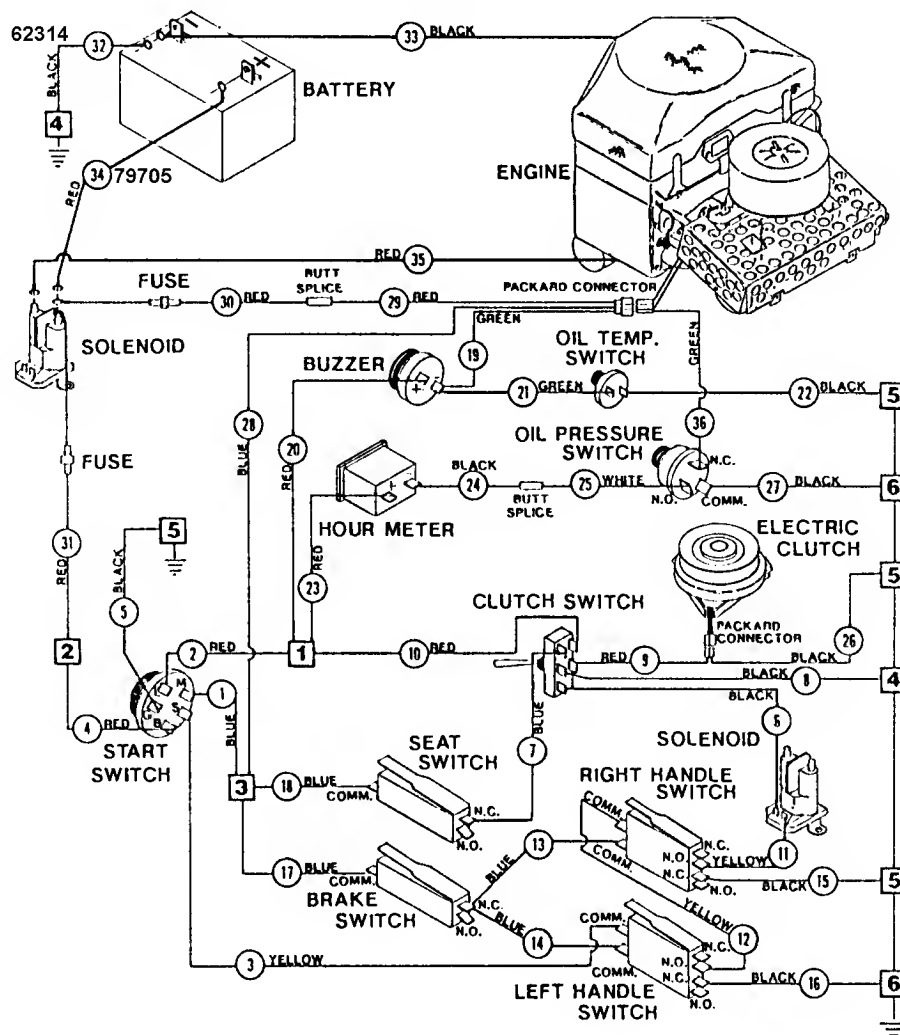 62314
32
33
BLACK
BLACK
4
BATTERY
34
79705
RED
ENGINE
RED
35
FUSE
30
RED
BUTT
SPLICE
29
RED
PACKARD CONNECTOR
GREEN
SOLENOID
19
GREEN
BUZZER
OIL TEMP.
SWITCH
21
GREEN
22
BLACK
5
28
BLUE
20
RED
36
OIL PRESSURE
SWITCH
N.C.
FUSE
BLACK
24
25
WHITE
N.O.
COMM.
27
BLACK
6
HOUR METER
BUTT
SPLICE
31
RED
5
BLACK
5
RED
23
ELECTRIC
CLUTCH
5
CLUTCH SWITCH
PACKARD
CONNECTOR
26
2
2
RED
1
10
RED
RED
9
BLACK
BLACK
8
4
BLACK
M
S
G
B
1
BLUE
4
RED
START
SWITCH
BLUE
7
6
SOLENOID
SEAT
SWITCH
3
18
BLUE
COMM.
N.C.
N.O.
RIGHT HANDLE
SWITCH
COMM.
COMM.
N.C.
N.O.
N.C.
N.O.
YELLOW
11
BLUE
13
17
BLUE
COMM.
BRAKE
SWITCH
N.C.
N.O.
BLACK
15
5
BLUE
14
COMM.
COMM.
YELLOW
12
N.C.
N.O.
N.C.
N.O.
3
YELLOW
BLACK
16
6
LEFT HANDLE
SWITCH